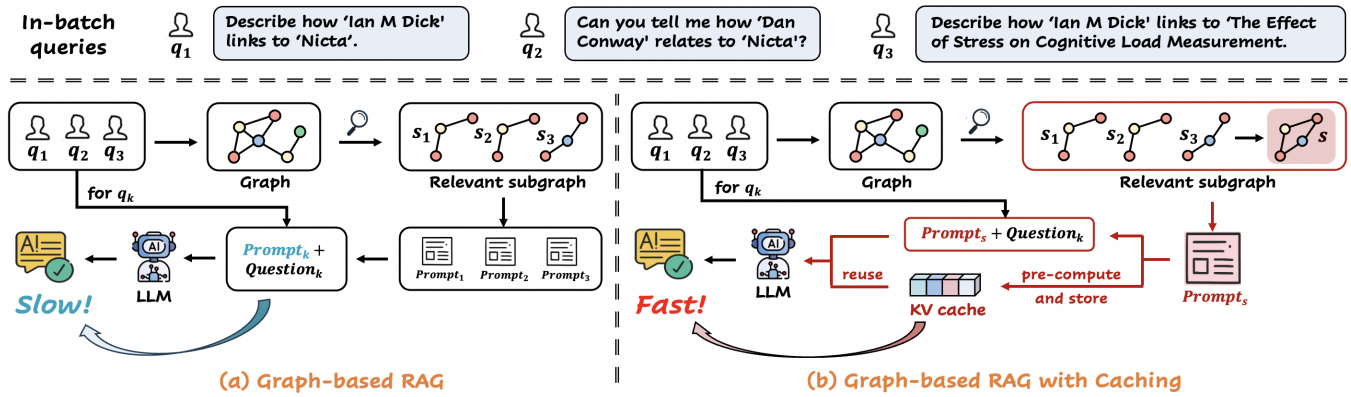 In-batch
queries
q1
Describe how ‘Ian M Dick'
links to ‘Nicta’.
q2
Can you tell me how ‘Dan
Conway' relates to ‘Nicta'?
q3
Describe how ‘Ian M Dick' links to ‘The Effect
of Stress on Cognitive Load Measurement.
q1 q2 q3
Graph
s1 s2 s3
Relevant subgraph
for qk
A!
Slow!
AI
LLM
Promptk +
Questionk
Prompt1 Prompt2 Prompt3
(a) Graph-based RAG
q1 q2 q3
Graph
s1 s2 s3 s
Relevant subgraph
for qk
A!
Fast!
AI
LLM
reuse
Prompts + Questionk
KV cache
pre-compute
and store
Prompts
(b) Graph-based RAG with Caching